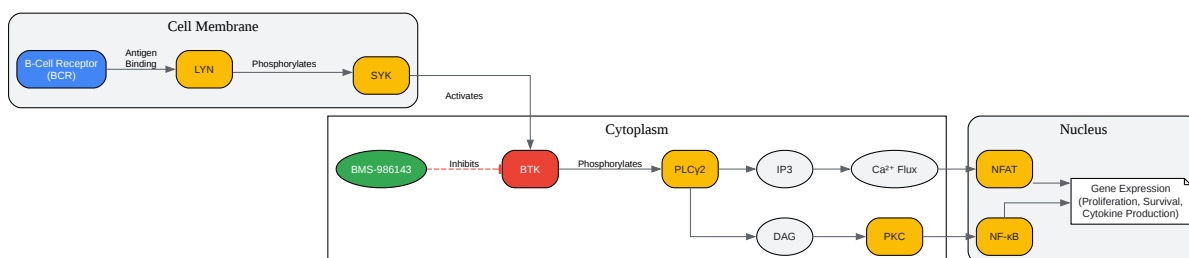 Cell Membrane
B-Cell Receptor
(BCR)
Antigen
Binding
LYN
Phosphorylates
SYK
Activates
Cytoplasm
BMS-986143
Inhibits
BTK
Phosphorylates
PLCγ2
IP3
Ca²⁺ Flux
DAG
PKC
Nucleus
NFAT
NF-κB
Gene Expression
(Proliferation, Survival,
Cytokine Production)